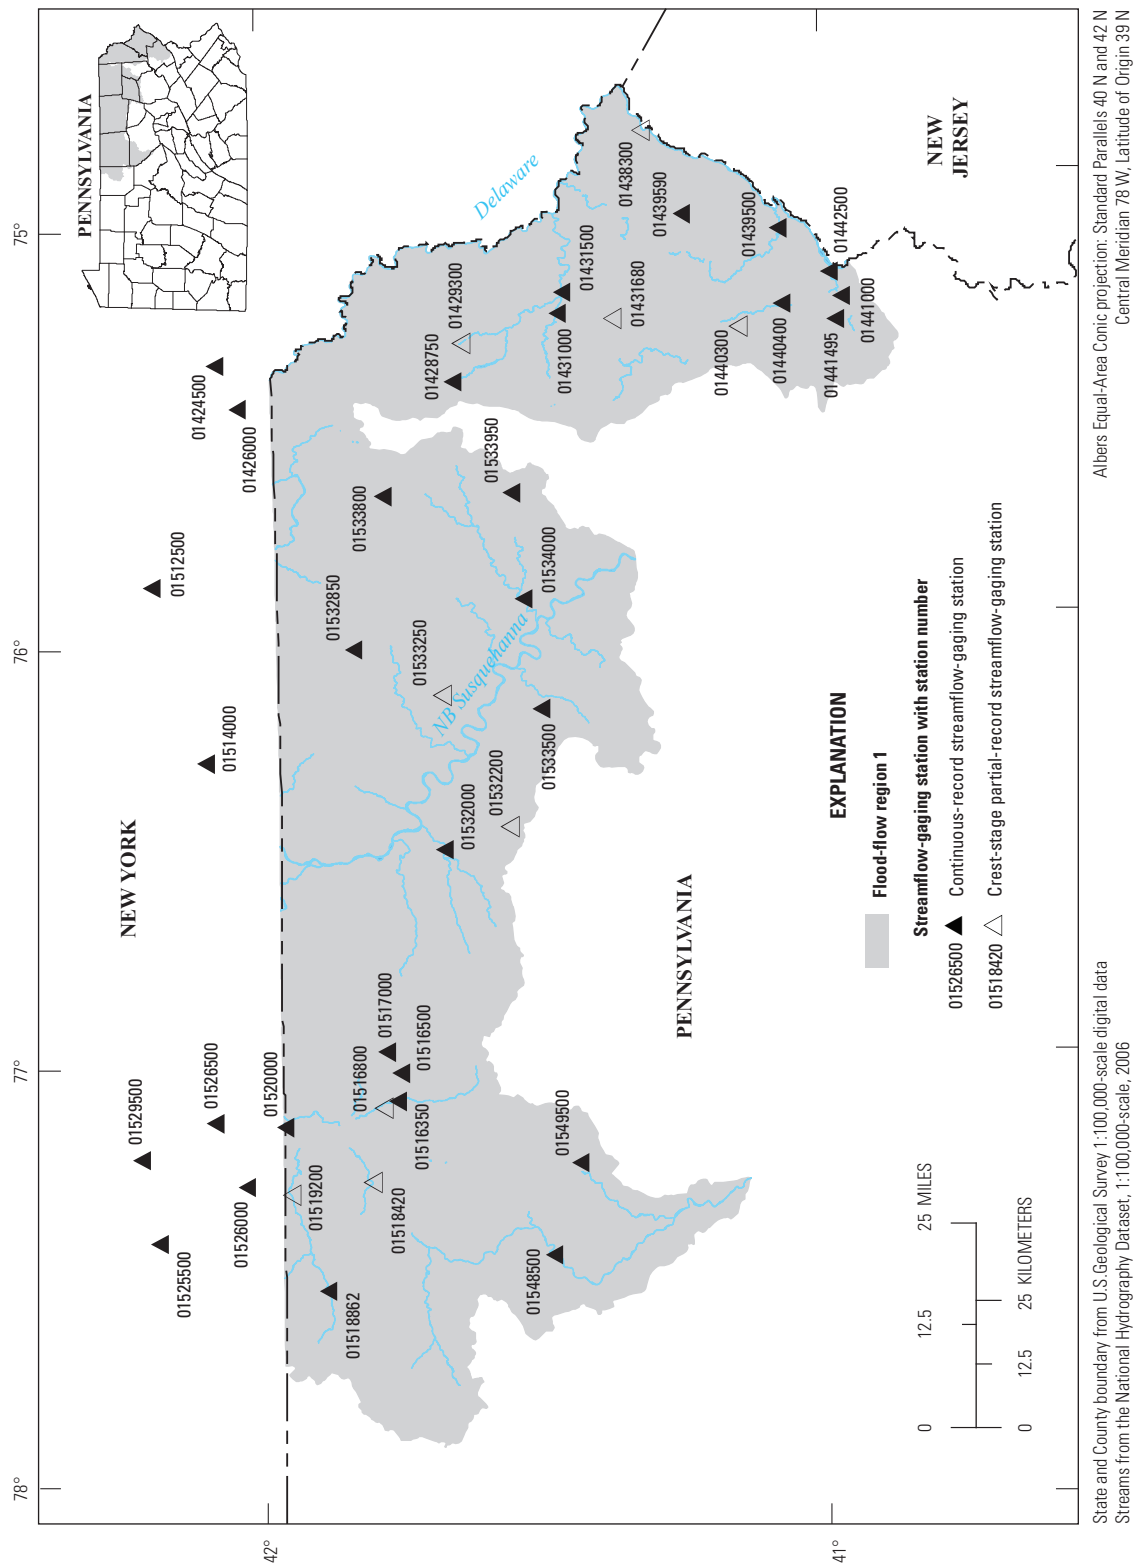 78°
77°
76°
75°
42°
41°
NEW YORK
PENNSYLVANIA
PENNSYLVANIA
NEW
JERSEY
Delaware
NB Susquehanna
01529500
01525500
01526500
01526000
01520000
01519200
01518862
01518420
01516800
01516350
01517000
01516500
01549500
01548500
01514000
01512500
01532000
01532200
01533500
01533250
01532850
01533800
01533950
01534000
01424500
01426000
01428750
01429300
01431500
01431000
01431680
01438300
01439590
01439500
01440300
01440400
01441495
01441000
01442500
EXPLANATION
Flood-flow region 1
Streamflow-gaging station with station number
01526500 Continuous-record streamflow-gaging station
01518420 Crest-stage partial-record streamflow-gaging station
0 12.5 25 MILES
0 12.5 25 KILOMETERS
State and County boundary from U.S.Geological Survey 1:100,000-scale digital data
Streams from the National Hydrography Dataset, 1:100,000-scale, 2006
Albers Equal-Area Conic projection: Standard Parallels 40 N and 42 N
Central Meridian 78 W, Latitude of Origin 39 N